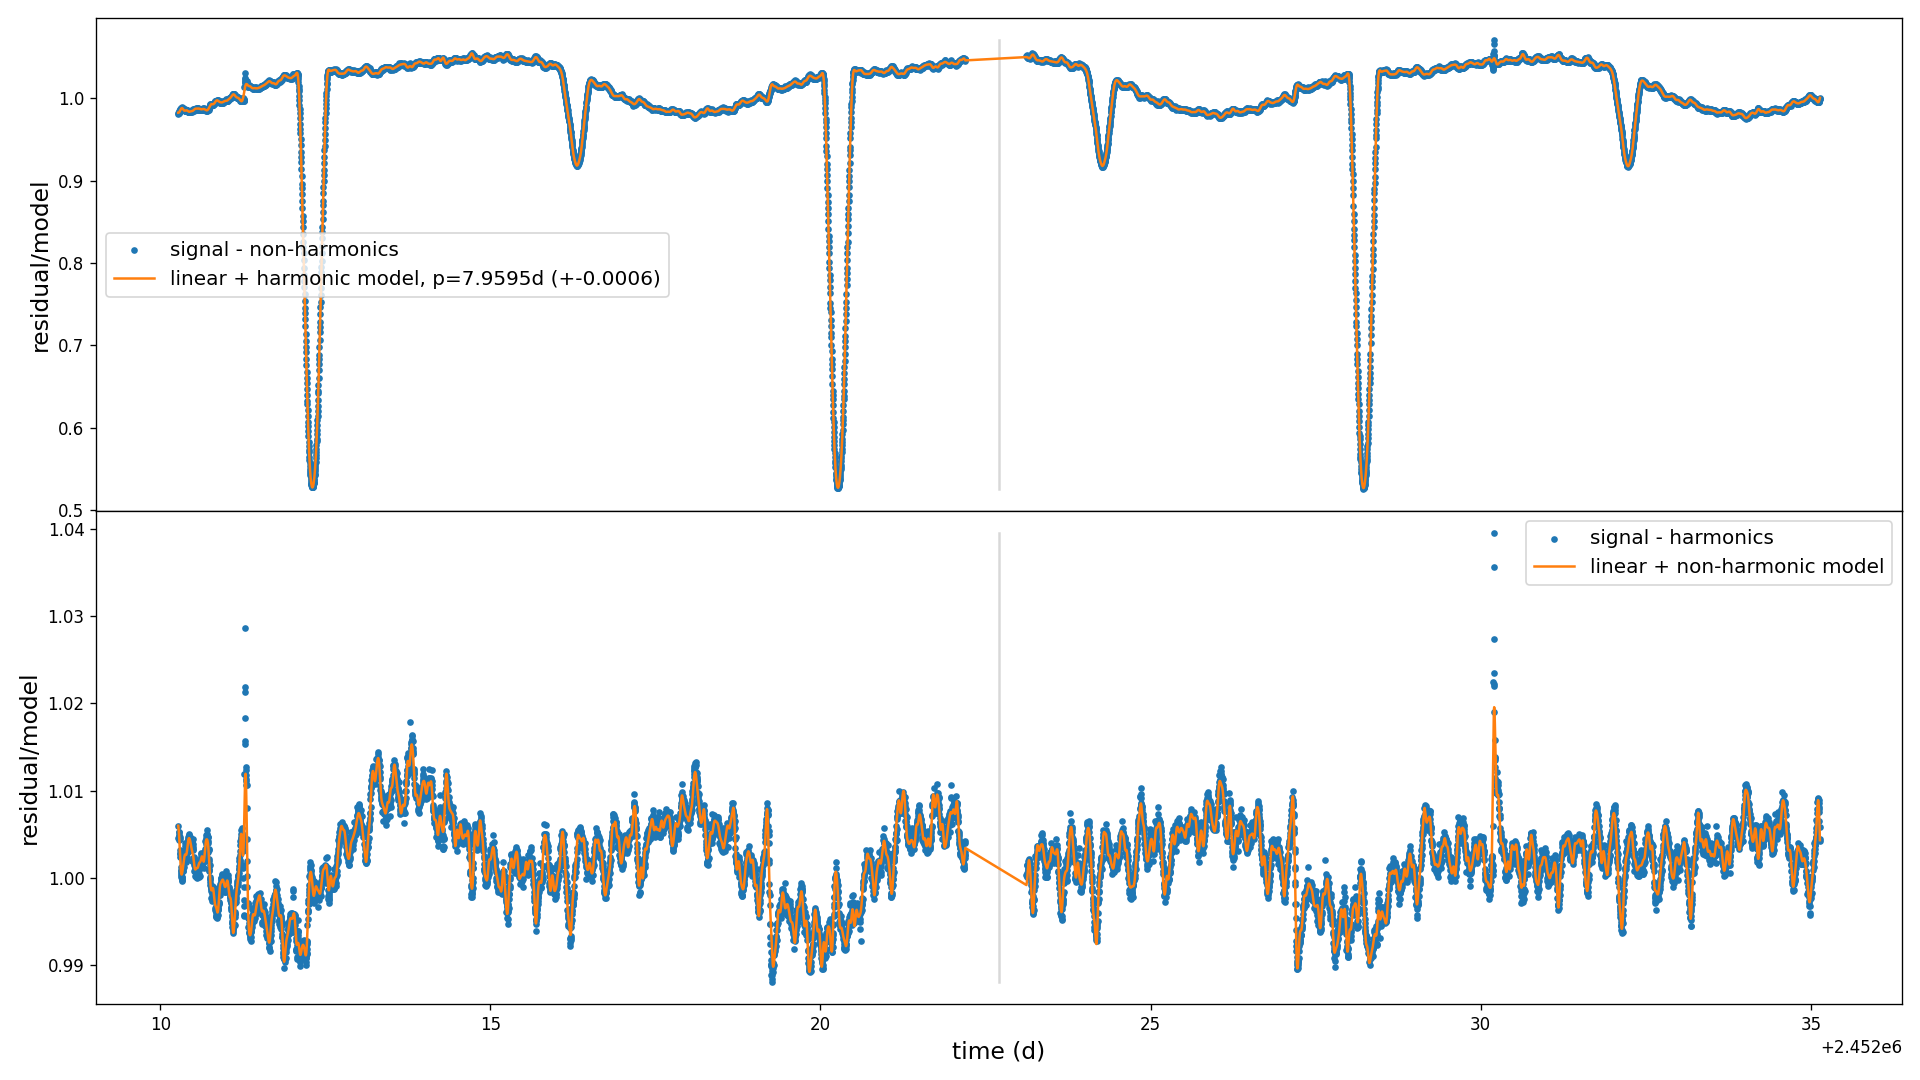 1.0
0.9
0.8
0.7
0.6
0.5
residual/model
signal - non-harmonics
linear + harmonic model, p=7.9595d (+-0.0006)
1.04
1.03
1.02
1.01
1.00
0.99
residual/model
signal - harmonics
linear + non-harmonic model
10 15 20 25 30 35
time (d)
+2.452e6